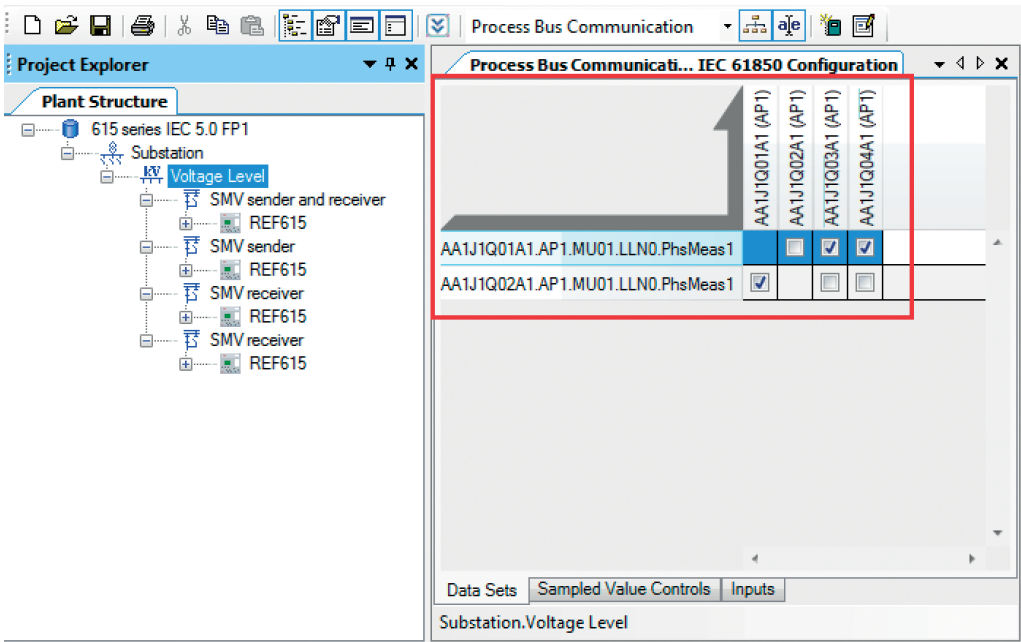 Process Bus Communication
Project Explorer
Process Bus Communicati... IEC 61850 Configuration
Plant Structure
615 series IEC 5.0 FP1
Substation
Voltage Level
SMV sender and receiver
REF615
SMV sender
REF615
SMV receiver
REF615
SMV receiver
REF615
AA1J1Q01A1 (AP1)
AA1J1Q02A1 (AP1)
AA1J1Q03A1 (AP1)
AA1J1Q04A1 (AP1)
AA1J1Q01A1.AP1.MU01.LLN0.PhsMeas1
AA1J1Q02A1.AP1.MU01.LLN0.PhsMeas1
Data Sets Sampled Value Controls Inputs
Substation.Voltage Level